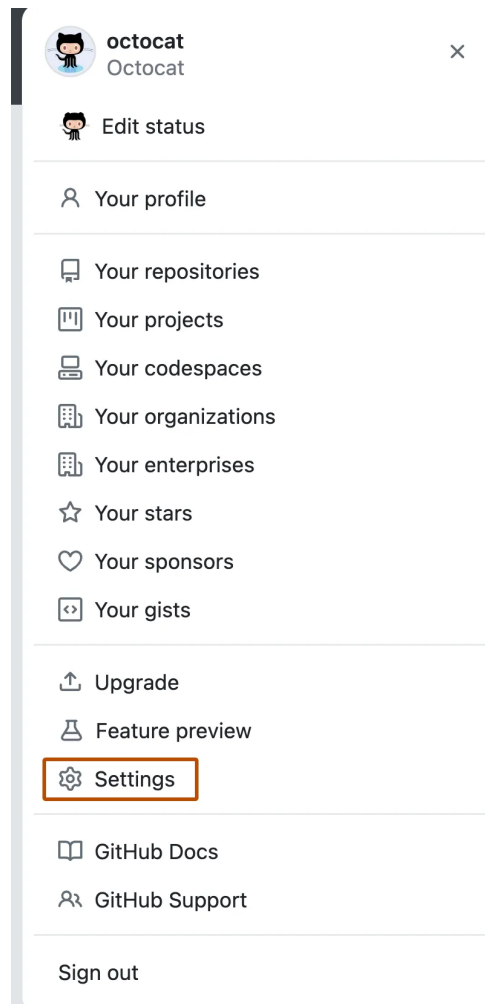 octocat
Octocat
Edit status
Your profile
Your repositories
Your projects
Your codespaces
Your organizations
Your enterprises
Your stars
Your sponsors
Your gists
Upgrade
Feature preview
Settings
GitHub Docs
GitHub Support
Sign out